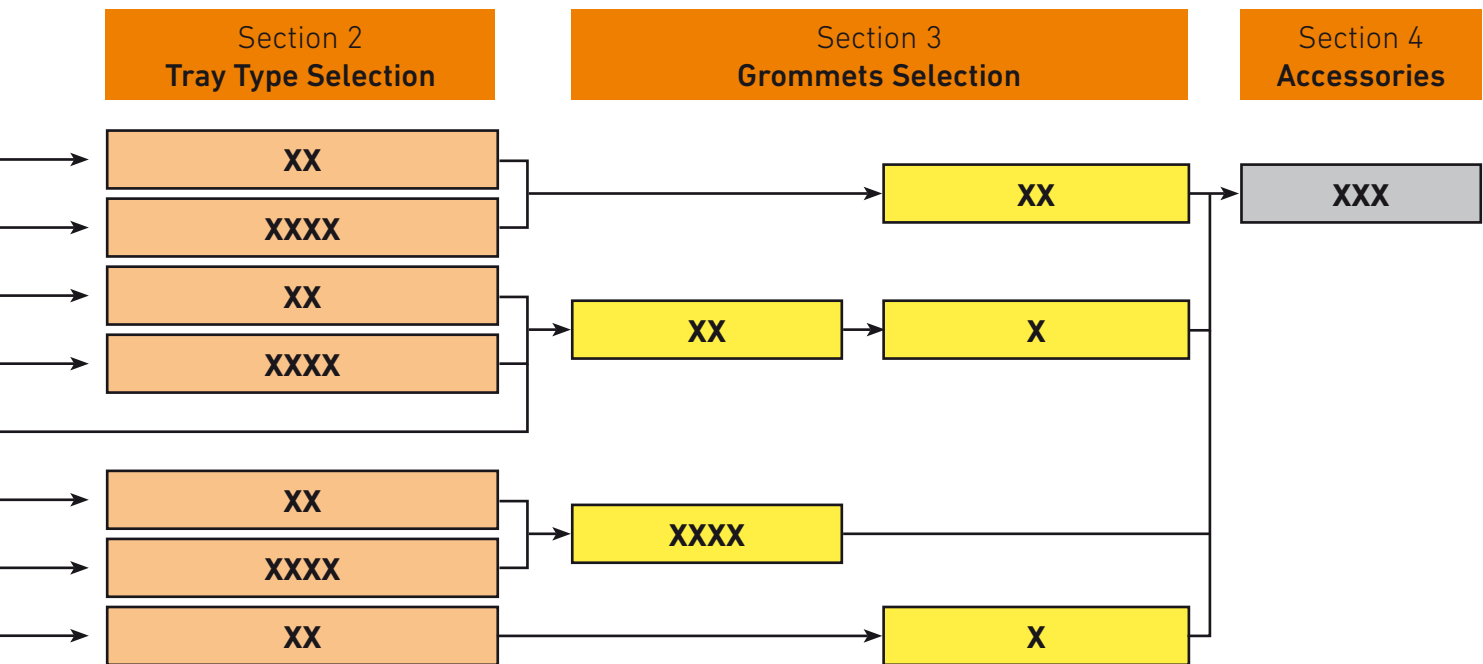 Section 2
Tray Type Selection
Section 3
Grommets Selection
Section 4
Accessories
XX
XXXX
XX
XXXX
XX
XXXX
XX
XX
XX
X
XXXX
X
XXX